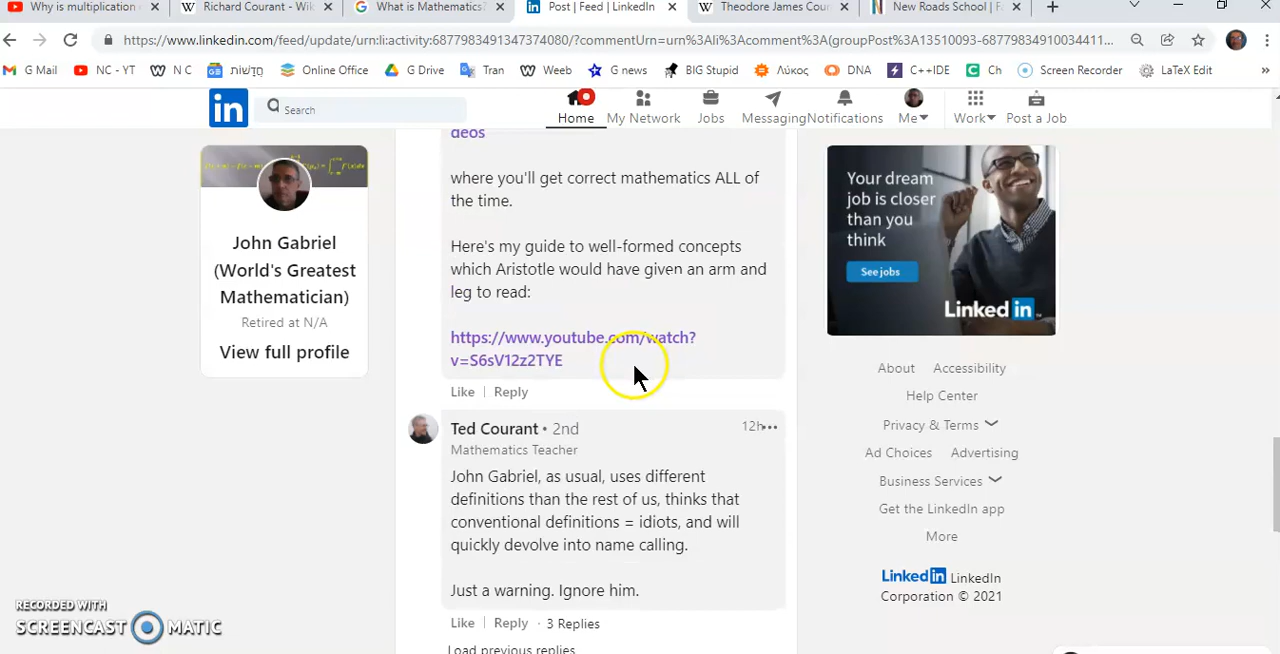 Why is multiplication
Richard Courant - Wik
What is Mathematics?
Post | Feed | LinkedIn
Theodore James Cou
New Roads School | F
https://www.linkedin.com/feed/update/urn:li:activity:6877983491347374080/?commentUrn=urn%3Ali%3Acomment%3A(groupPost%3A13510093-68779834910034411...
G Mail
NC - YT
N C
חֲדָשׁוֹת
Online Office
G Drive
Tran
Weeb
G news
BIG Stupid
Λύκος
DNA
C++IDE
Ch
Screen Recorder
LaTeX Edit
in
Search
Home
My Network
Jobs
Messaging
Notifications
Me
Work
Post a Job
John Gabriel
(World's Greatest
Mathematician)
Retired at N/A
View full profile
deos
where you'll get correct mathematics ALL of
the time.
Here's my guide to well-formed concepts
which Aristotle would have given an arm and
leg to read:
https://www.youtube.com/watch?
v=S6sV12z2TYE
Like | Reply
Ted Courant • 2nd
12h
Mathematics Teacher
John Gabriel, as usual, uses different
definitions than the rest of us, thinks that
conventional definitions = idiots, and will
quickly devolve into name calling.
Just a warning. Ignore him.
Like | Reply · 3 Replies
Load previous replies
Your dream
job is closer
than you
think
See jobs
Linked in
About Accessibility
Help Center
Privacy & Terms
Ad Choices Advertising
Business Services
Get the LinkedIn app
More
Linked in LinkedIn
Corporation © 2021
RECORDED WITH
SCREENCAST MATIC